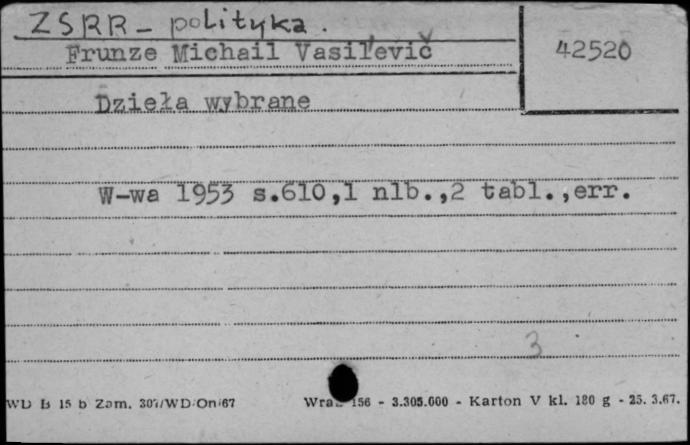 ZSRR - polityka.
Frunze Michail Vasil'evič
42520
Dzieła wybrane
W-wa 1953 s.610,1 nlb.,2 tabl.,err.
3
WD B 15 b Zam. 307/WD/On/67 156 - 3.305.000 - Karton V kl. 180 g - 25. 3.67.